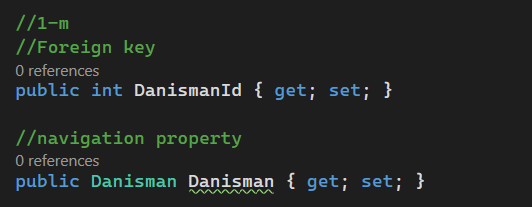 //1-m
//Foreign key
0 references
public int DanismanId { get; set; }
//navigation property
0 references
public Danisman Danisman { get; set; }